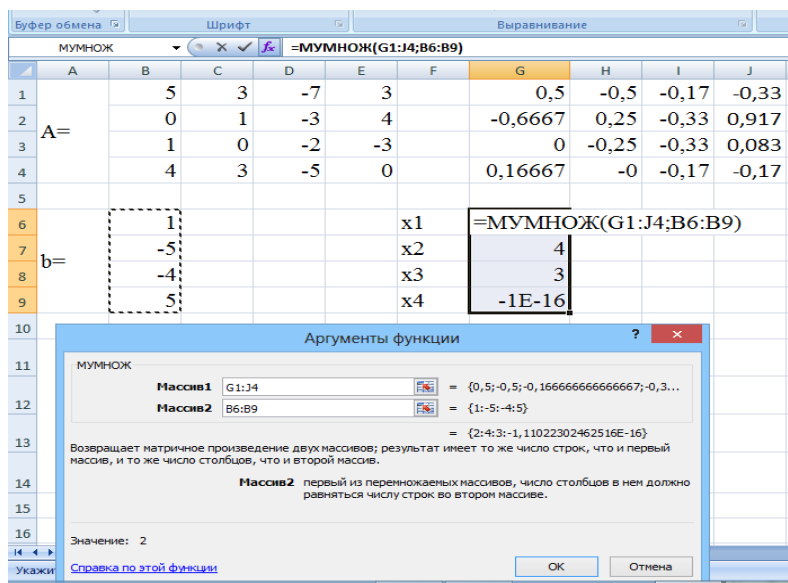 Буфер обмена Шрифт Выравнивание
МУМНОЖ fx =МУМНОЖ(G1:J4;B6:B9)
A B C D E F G H I J
1 5 3 -7 3 0,5 -0,5 -0,17 -0,33
2 0 1 -3 4 -0,6667 0,25 -0,33 0,917
A=
3 1 0 -2 -3 0 -0,25 -0,33 0,083
4 4 3 -5 0 0,16667 -0 -0,17 -0,17
5
6 1 x1 =МУМНОЖ(G1:J4;B6:B9)
7 -5 x2 4
b=
8 -4 x3 3
9 5 x4 -1E-16
10
Аргументы функции ? ×
11 МУМНОЖ
Массив1 G1:J4 = {0,5;-0,5;-0,166666666666667;-0,3...
12 Массив2 B6:B9 = {1:-5:-4:5}
= {2:4:3:-1,11022302462516E-16}
13 Возвращает матричное произведение двух массивов; результат имеет то же число строк, что и первый
массив, и то же число столбцов, что и второй массив.
14 Массив2 первый из перемножаемых массивов, число столбцов в нем должно
равняться числу строк во втором массиве.
15
16 Значение: 2
Укажи Справка по этой функции ОК Отмена